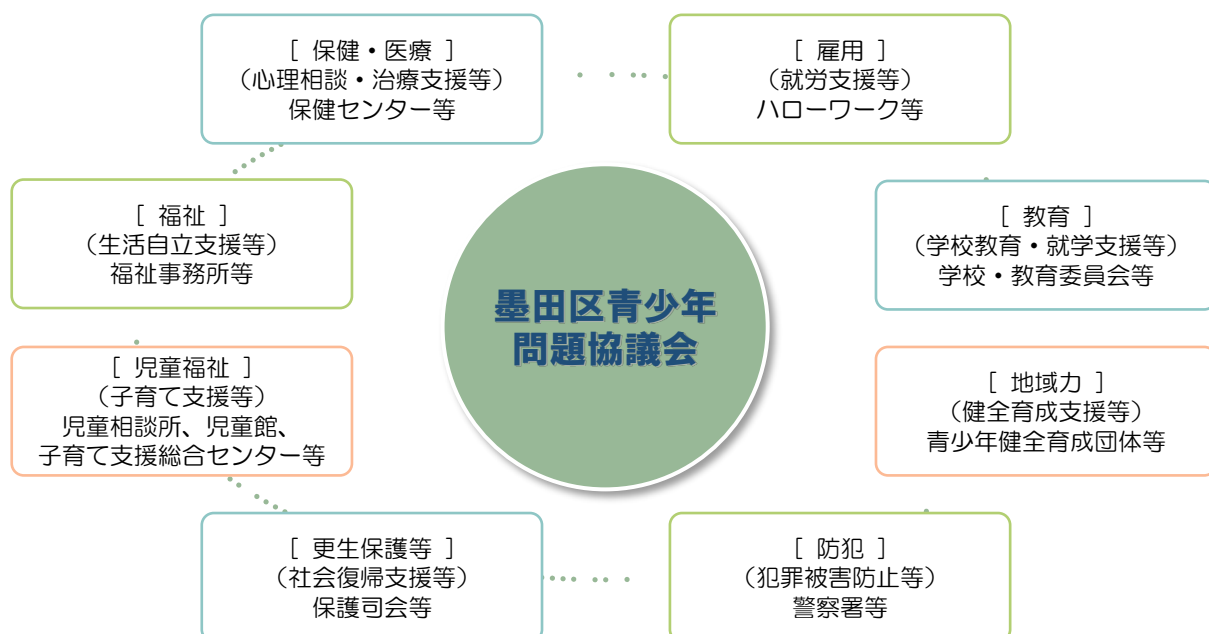 [ 保健・医療 ]
（心理相談・治療支援等）
保健センター等
[ 雇用 ]
（就労支援等）
ハローワーク等
[ 福祉 ]
（生活自立支援等）
福祉事務所等
[ 教育 ]
（学校教育・就学支援等）
学校・教育委員会等
墨田区青少年
問題協議会
[ 児童福祉 ]
（子育て支援等）
児童相談所、児童館、
子育て支援総合センター等
[ 地域力 ]
（健全育成支援等）
青少年健全育成団体等
[ 更生保護等 ]
（社会復帰支援等）
保護司会等
[ 防犯 ]
（犯罪被害防止等）
警察署等